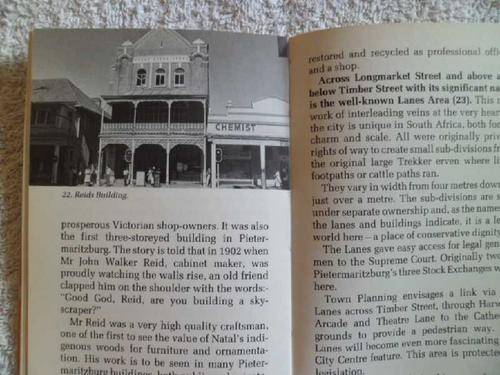 CHEMIST
22. Reids Building.
prosperous Victorian shop-owners. It was also
the first three-storeyed building in Pieter-
maritzburg. The story is told that in 1902 when
Mr John Walker Reid, cabinet maker, was
proudly watching the walls rise, an old friend
clapped him on the shoulder with the words:-
"Good God, Reid, are you building a sky-
scraper?"
Mr Reid was a very high quality craftsman,
one of the first to see the value of Natal's indi-
genous woods for furniture and ornamenta-
tion. His work is to be seen in many Pieter-
maritzburg buildings, both
restored and recycled as professional offi
and a shop.
Across Longmarket Street and above a
below Timber Street with its significant na
is the well-known Lanes Area (23). This
work of interleading veins at the very hear
the city is unique in South Africa, both fo
charm and scale. All were originally p
rights of way to create small sub-divisions f
the original large Trekker erven where li
footpaths or cattle paths ran.
They vary in width from four metres dow
just over a metre. The sub-divisions are s
under separate ownership and, as the name
the lanes and buildings indicate, it is a le
world here – a place of conservative dignity
The Lanes gave easy access for legal gen
men to the Supreme Court. Originally tw
Pietermaritzburg's three Stock Exchanges w
here.
Town Planning envisages a link via
Lanes across Timber Street, through Harw
Arcade and Theatre Lane to the Cathe
grounds to provide a pedestrian way.
Lanes will become even more fascinating
City Centre feature. This area is protected
legislation.